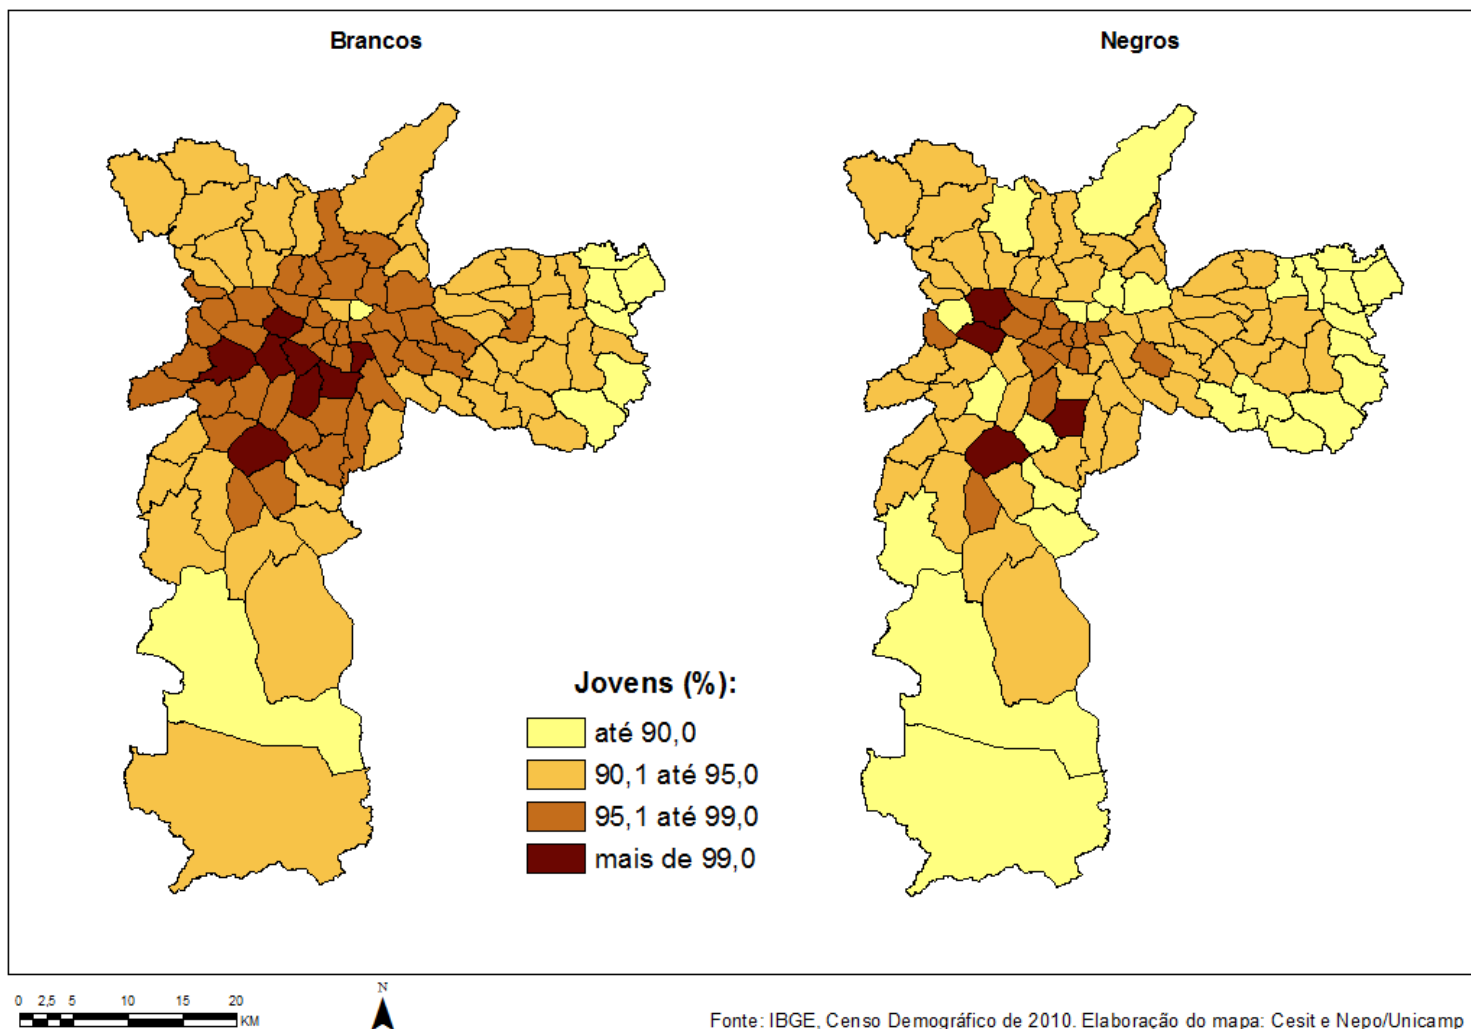 Brancos
Negros
Jovens (%):
até 90,0
90,1 até 95,0
95,1 até 99,0
mais de 99,0
0 2,5 5 10 15 20
KM
N
Fonte: IBGE, Censo Demográfico de 2010. Elaboração do mapa: Cesit e Nepo/Unicamp